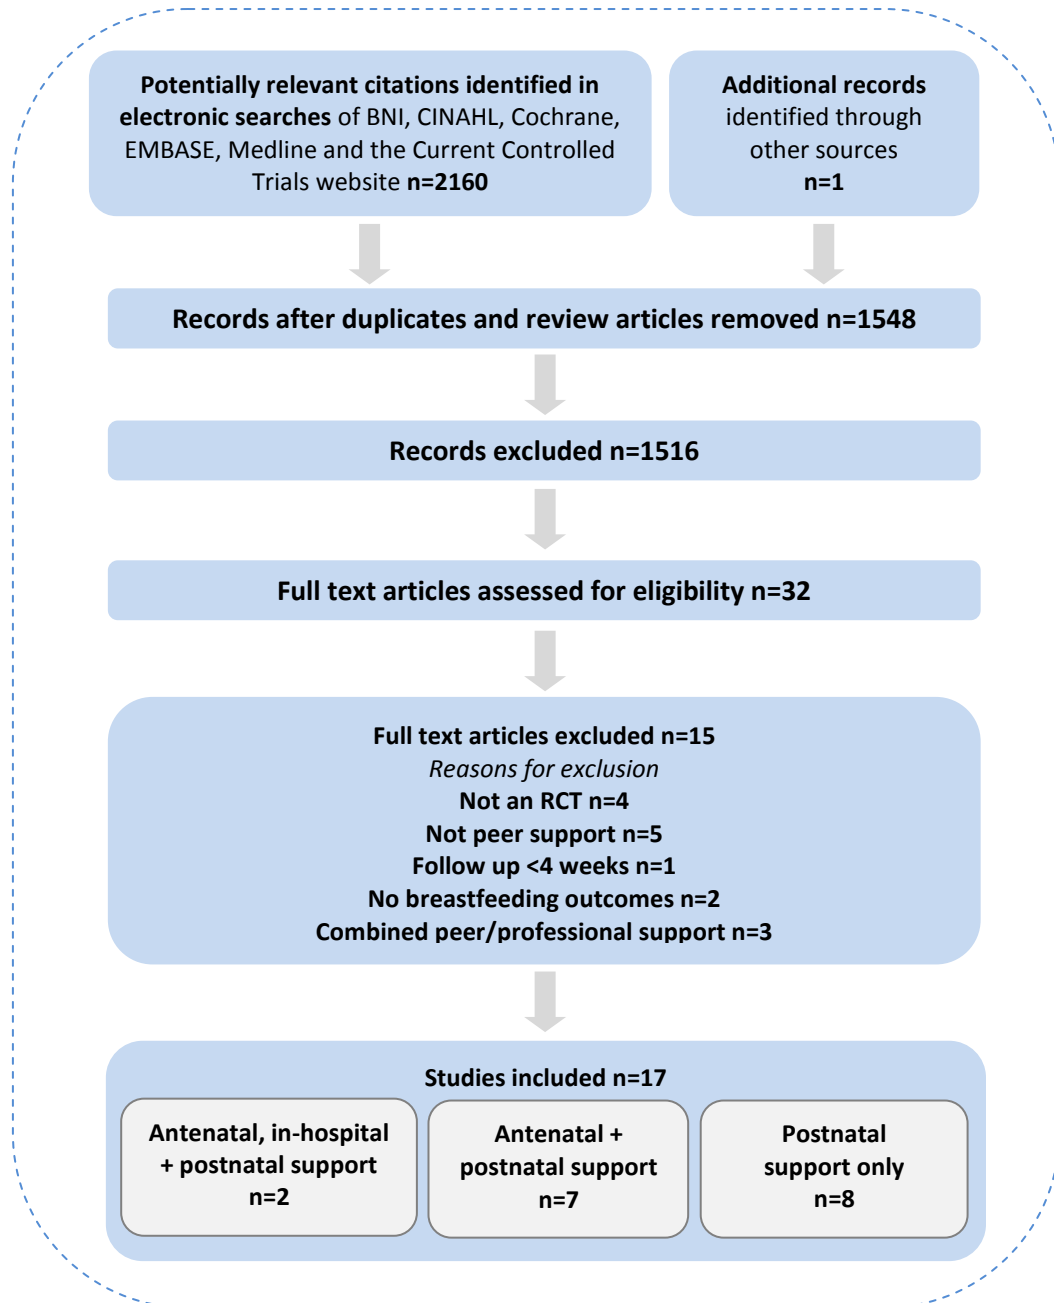 Potentially relevant citations identified in
electronic searches of BNI, CINAHL, Cochrane,
EMBASE, Medline and the Current Controlled
Trials website n=2160
Additional records
identified through
other sources
n=1
Records after duplicates and review articles removed n=1548
Records excluded n=1516
Full text articles assessed for eligibility n=32
Full text articles excluded n=15
Reasons for exclusion
Not an RCT n=4
Not peer support n=5
Follow up <4 weeks n=1
No breastfeeding outcomes n=2
Combined peer/professional support n=3
Studies included n=17
Antenatal, in-hospital
+ postnatal support
n=2
Antenatal +
postnatal support
n=7
Postnatal
support only
n=8